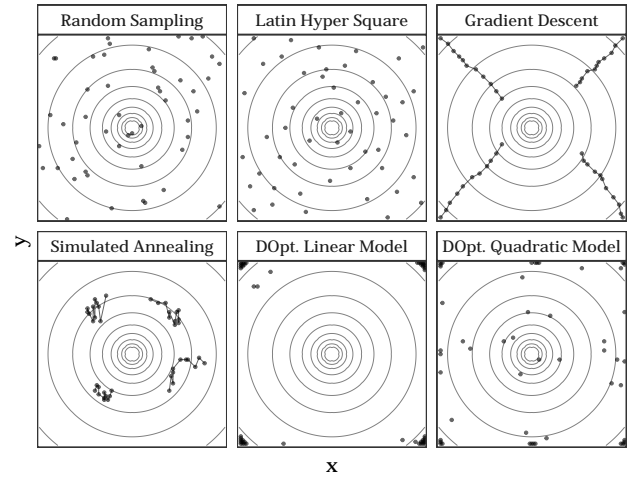 Random Sampling
Latin Hyper Square
Gradient Descent
Simulated Annealing
DOpt. Linear Model
DOpt. Quadratic Model
y
x